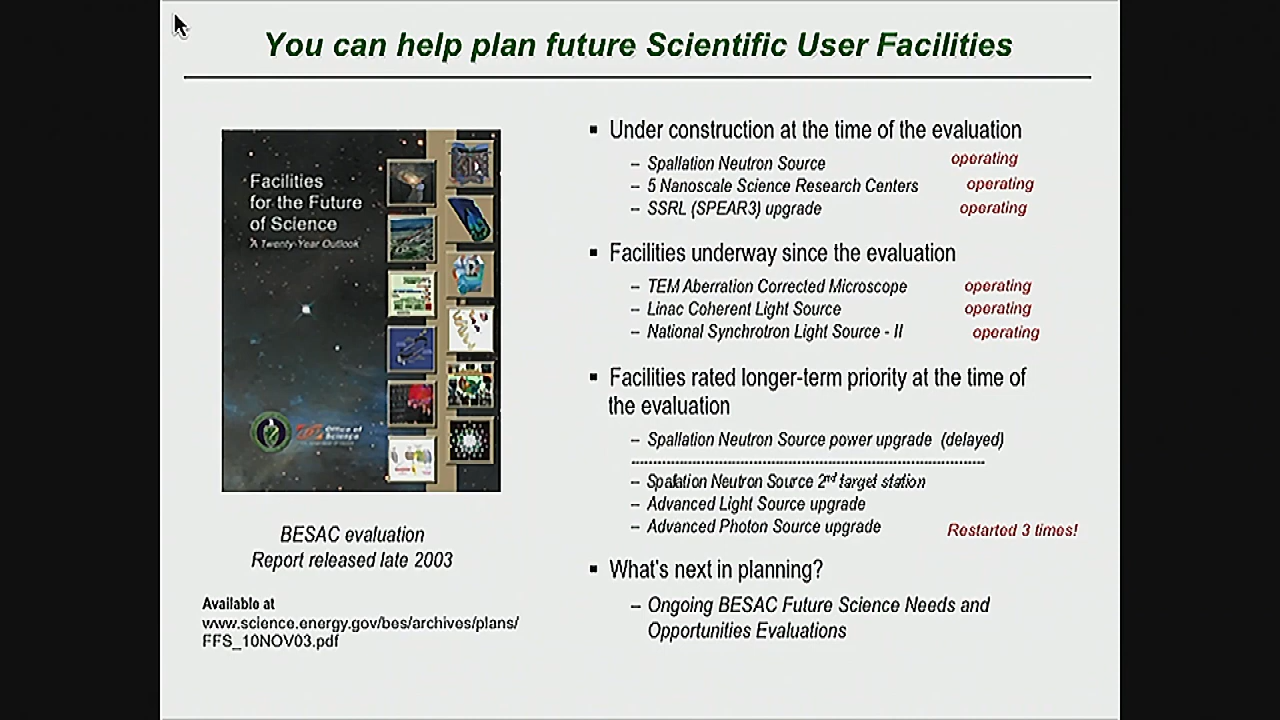 You can help plan future Scientific User Facilities
Facilities
for the Future
of Science
A Twenty-Year Outlook
Office of
Science
BESAC evaluation
Report released late 2003
Available at
www.science.energy.gov/bes/archives/plans/
FFS_10NOV03.pdf
▪ Under construction at the time of the evaluation
– Spallation Neutron Source operating
– 5 Nanoscale Science Research Centers operating
– SSRL (SPEAR3) upgrade operating
▪ Facilities underway since the evaluation
– TEM Aberration Corrected Microscope operating
– Linac Coherent Light Source operating
– National Synchrotron Light Source - II operating
▪ Facilities rated longer-term priority at the time of
the evaluation
– Spallation Neutron Source power upgrade (delayed)
– Spallation Neutron Source 2nd target station
– Advanced Light Source upgrade
– Advanced Photon Source upgrade Restarted 3 times!
▪ What's next in planning?
– Ongoing BESAC Future Science Needs and
Opportunities Evaluations